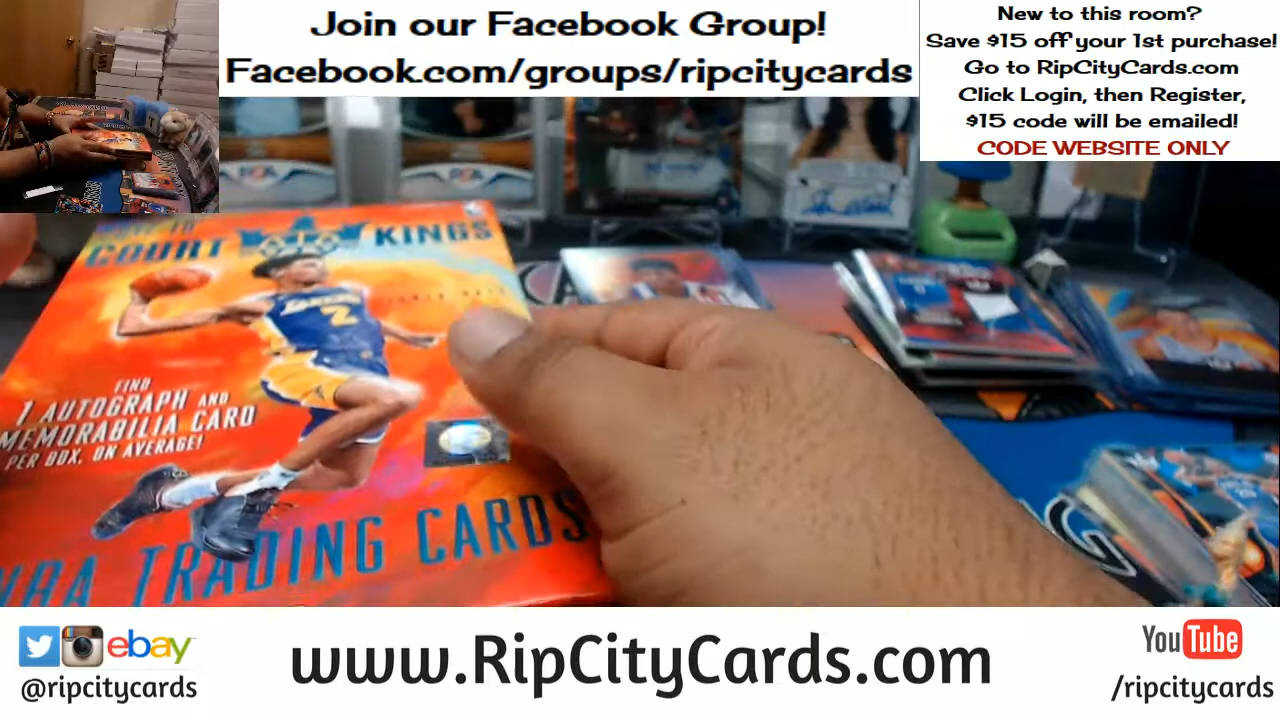 Join our Facebook Group!
Facebook.com/groups/ripcitycards
New to this room?
Save $15 off your 1st purchase!
Go to RipCityCards.com
Click Login, then Register,
$15 code will be emailed!
CODE WEBSITE ONLY
COURT KINGS
LAKERS
2
FIND
1 AUTOGRAPH AND
MEMORABILIA CARD
PER BOX, ON AVERAGE!
NBA TRADING CARDS
PSA
PSA
ebay
@ripcitycards
www.RipCityCards.com
YouTube
/ripcitycards